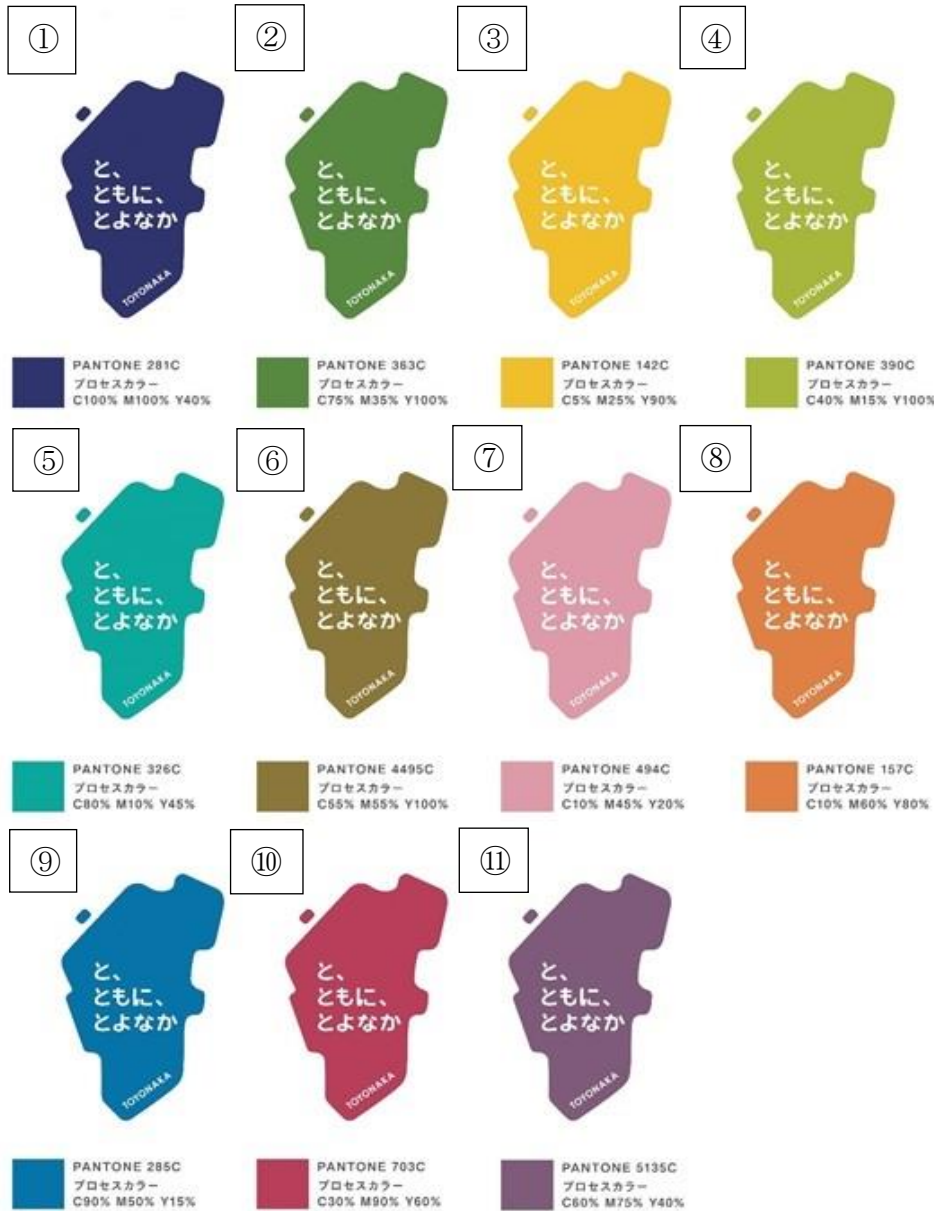 ①
と、
ともに、
とよなか
TOYONAKA
PANTONE 281C
プロセスカラー
C100% M100% Y40%
②
と、
ともに、
とよなか
TOYONAKA
PANTONE 363C
プロセスカラー
C75% M35% Y100%
③
と、
ともに、
とよなか
TOYONAKA
PANTONE 142C
プロセスカラー
C5% M25% Y90%
④
と、
ともに、
とよなか
TOYONAKA
PANTONE 390C
プロセスカラー
C40% M15% Y100%
⑤
と、
ともに、
とよなか
TOYONAKA
PANTONE 326C
プロセスカラー
C80% M10% Y45%
⑥
と、
ともに、
とよなか
TOYONAKA
PANTONE 4495C
プロセスカラー
C55% M55% Y100%
⑦
と、
ともに、
とよなか
TOYONAKA
PANTONE 494C
プロセスカラー
C10% M45% Y20%
⑧
と、
ともに、
とよなか
TOYONAKA
PANTONE 157C
プロセスカラー
C10% M60% Y80%
⑨
と、
ともに、
とよなか
TOYONAKA
PANTONE 285C
プロセスカラー
C90% M50% Y15%
⑩
と、
ともに、
とよなか
TOYONAKA
PANTONE 703C
プロセスカラー
C30% M90% Y60%
⑪
と、
ともに、
とよなか
TOYONAKA
PANTONE 5135C
プロセスカラー
C60% M75% Y40%